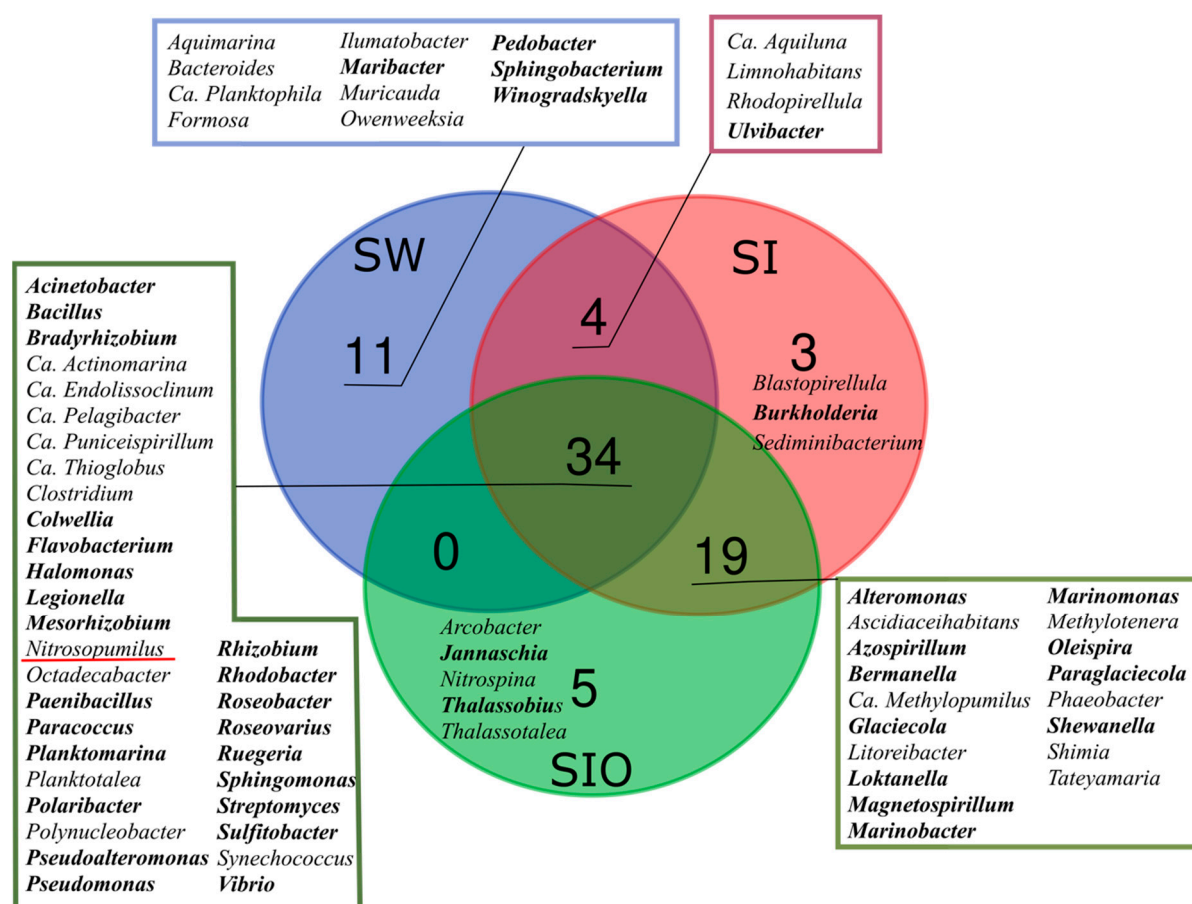 Aquimarina
Bacteroides
Ca. Planktophila
Formosa
Ilumatobacter
Maribacter
Muricauda
Owenweeksia
Pedobacter
Sphingobacterium
Winogradskyella
Ca. Aquiluna
Limnohabitans
Rhodopirellula
Ulvibacter
SW
SI
4
11
3
Blastopirellula
Burkholderia
Sediminibacterium
34
0
19
Acinetobacter
Bacillus
Bradyrhizobium
Ca. Actinomarina
Ca. Endolissoclinum
Ca. Pelagibacter
Ca. Puniceispirillum
Ca. Thioglobus
Clostridium
Colwellia
Flavobacterium
Halomonas
Legionella
Mesorhizobium
Nitrosopumilus
Octadecabacter
Paenibacillus
Paracoccus
Planktomarina
Planktotalea
Polaribacter
Polynucleobacter
Pseudoalteromonas
Pseudomonas
Rhizobium
Rhodobacter
Roseobacter
Roseovarius
Ruegeria
Sphingomonas
Streptomyces
Sulfitobacter
Synechococcus
Vibrio
Arcobacter
Jannaschia
Nitrospina
Thalassobius
Thalassotalea
5
SIO
Alteromonas
Ascidiaceihabitans
Azospirillum
Bermanella
Ca. Methylopumilus
Glaciecola
Litoreibacter
Loktanella
Magnetospirillum
Marinobacter
Marinomonas
Methylotenera
Oleispira
Paraglaciecola
Phaeobacter
Shewanella
Shimia
Tateyamaria